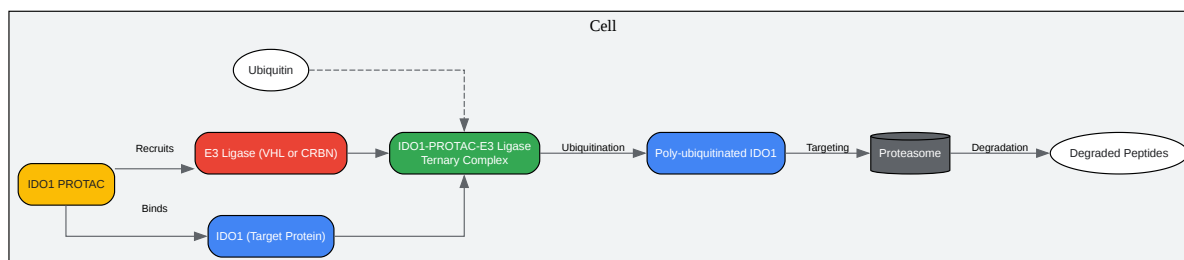 Cell
Ubiquitin
Recruits
E3 Ligase (VHL or CRBN)
IDO1-PROTAC-E3 Ligase
Ternary Complex
Ubiquitination
Poly-ubiquitinated IDO1
Targeting
Proteasome
Degradation
Degraded Peptides
IDO1 PROTAC
Binds
IDO1 (Target Protein)